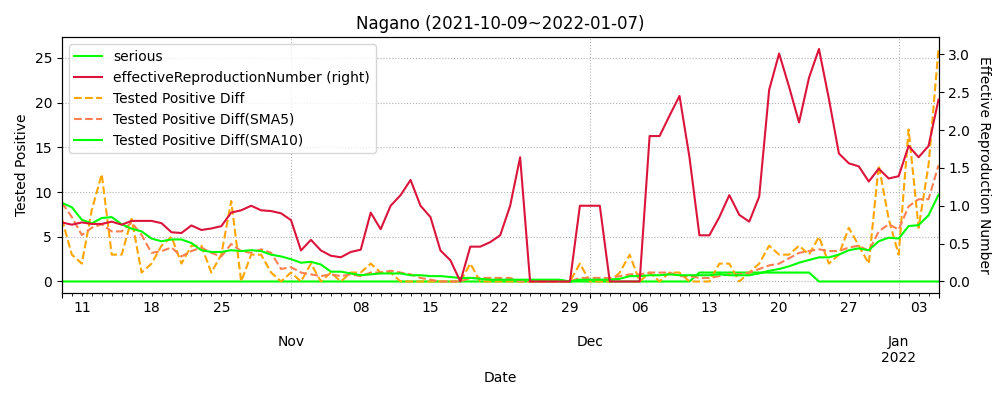 Nagano (2021-10-09~2022-01-07)
serious
effectiveReproductionNumber (right)
Tested Positive Diff
Tested Positive Diff(SMA5)
Tested Positive Diff(SMA10)
Tested Positive
25
20
15
10
5
0
Effective Reproduction Number
3.0
2.5
2.0
1.5
1.0
0.5
0.0
11 18 25 08 15 22 29 06 13 20 27 03
Nov Dec Jan
2022
Date